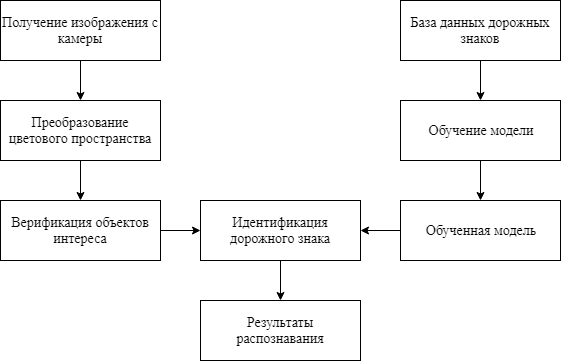 Получение изображения с
камеры
База данных дорожных
знаков
Преобразование
цветового пространства
Обучение модели
Верификация объектов
интереса
Идентификация
дорожного знака
Обученная модель
Результаты
распознавания